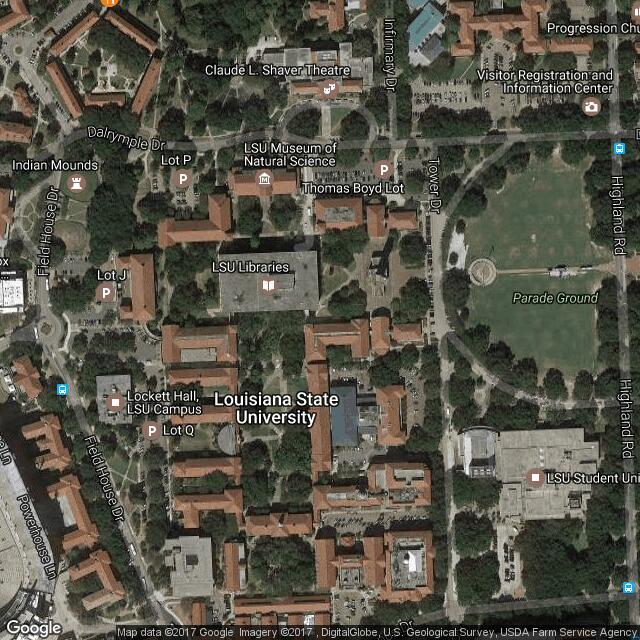 Progression Chu
Claude L. Shaver Theatre
Infirmary Dr
Visitor Registration and
Information Center
Dalrymple Dr
LSU Museum of
Natural Science
Indian Mounds
Lot P
P
P
Thomas Boyd Lot
Tower Dr
Highland Rd
Field House Dr
ox
LSU Libraries
Lot J
P
Parade Ground
Lockett Hall,
LSU Campus
Louisiana State
University
P
Lot Q
Highland Rd
Field House Dr
LSU Student Uni
Powerhouse Ln
Google
Map data ©2017 Google Imagery ©2017 , DigitalGlobe, U.S. Geological Survey, USDA Farm Service Agency